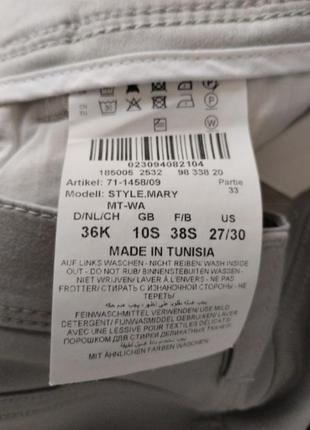 023094082104
185005 2532 98 338 20
Artikel: 71-1458/09 Partie
Modell: STYLE.MARY 33
MT-WA
D/NL/CH GB F/B US
36K 10S 38S 27/30
MADE IN TUNISIA
AUF LINKS WASCHEN - NICHT REIBEN/ WASH INSIDE
OUT - DO NOT RUB/ BINNENSTEBUITEN WASSEN
NIET WRIJVEN/ LAVER À L'ENVERS - NE PAS
FROTTER/ СТИРАТЬ С ИЗНАНКИ/ НЕ
ТЕРЕТЬ/
FEINWASCHMITTEL VERWENDEN/ USE MILD
DETERGENT/ FIJNWASMIDDEL GEBRUIKEN/ LAVER
AVEC UNE LESSIVE POUR TEXTILES DÉLICATS/
ПОРОШКОМ ДЛЯ СТИРКИ ДЕЛИКАТНЫХ ТКАНЕЙ/
MIT ÄHNLICHEN FARBEN WASCHEN/